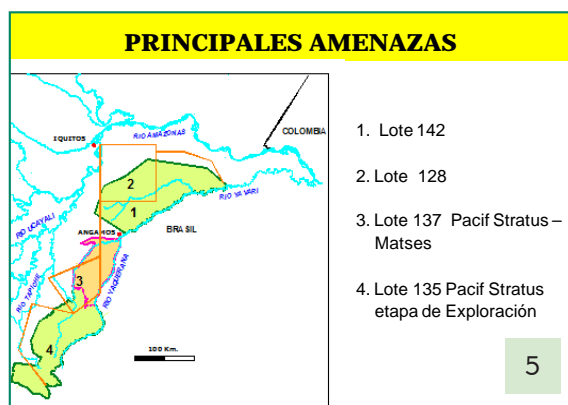 PRINCIPALES AMENAZAS
RIO AMAZONAS
COLOMBIA
IQUITOS
2
RIO YAVARI
1
RIO UCAYALI
ANGAMOS
BRASIL
3
RIO TAPICHE
RIO YAQUERANA
4
100 Km.
1. Lote 142
2. Lote 128
3. Lote 137 Pacif Stratus –
Matses
4. Lote 135 Pacif Stratus
etapa de Exploración
5